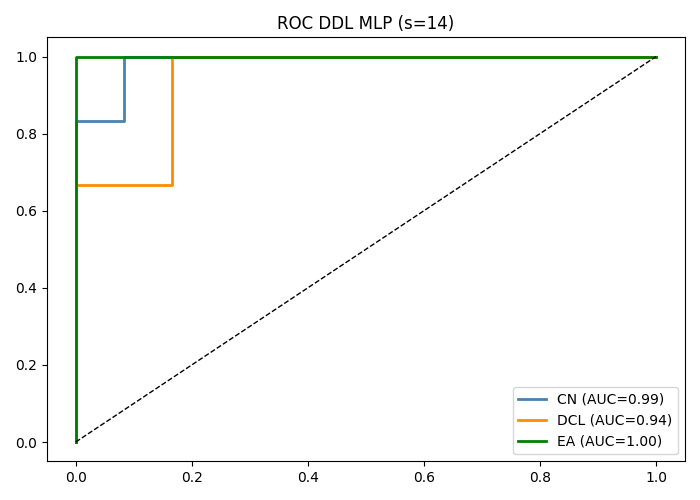 ROC DDL MLP (s=14)
1.0
0.8
0.6
0.4
0.2
0.0
0.0 0.2 0.4 0.6 0.8 1.0
CN (AUC=0.99)
DCL (AUC=0.94)
EA (AUC=1.00)